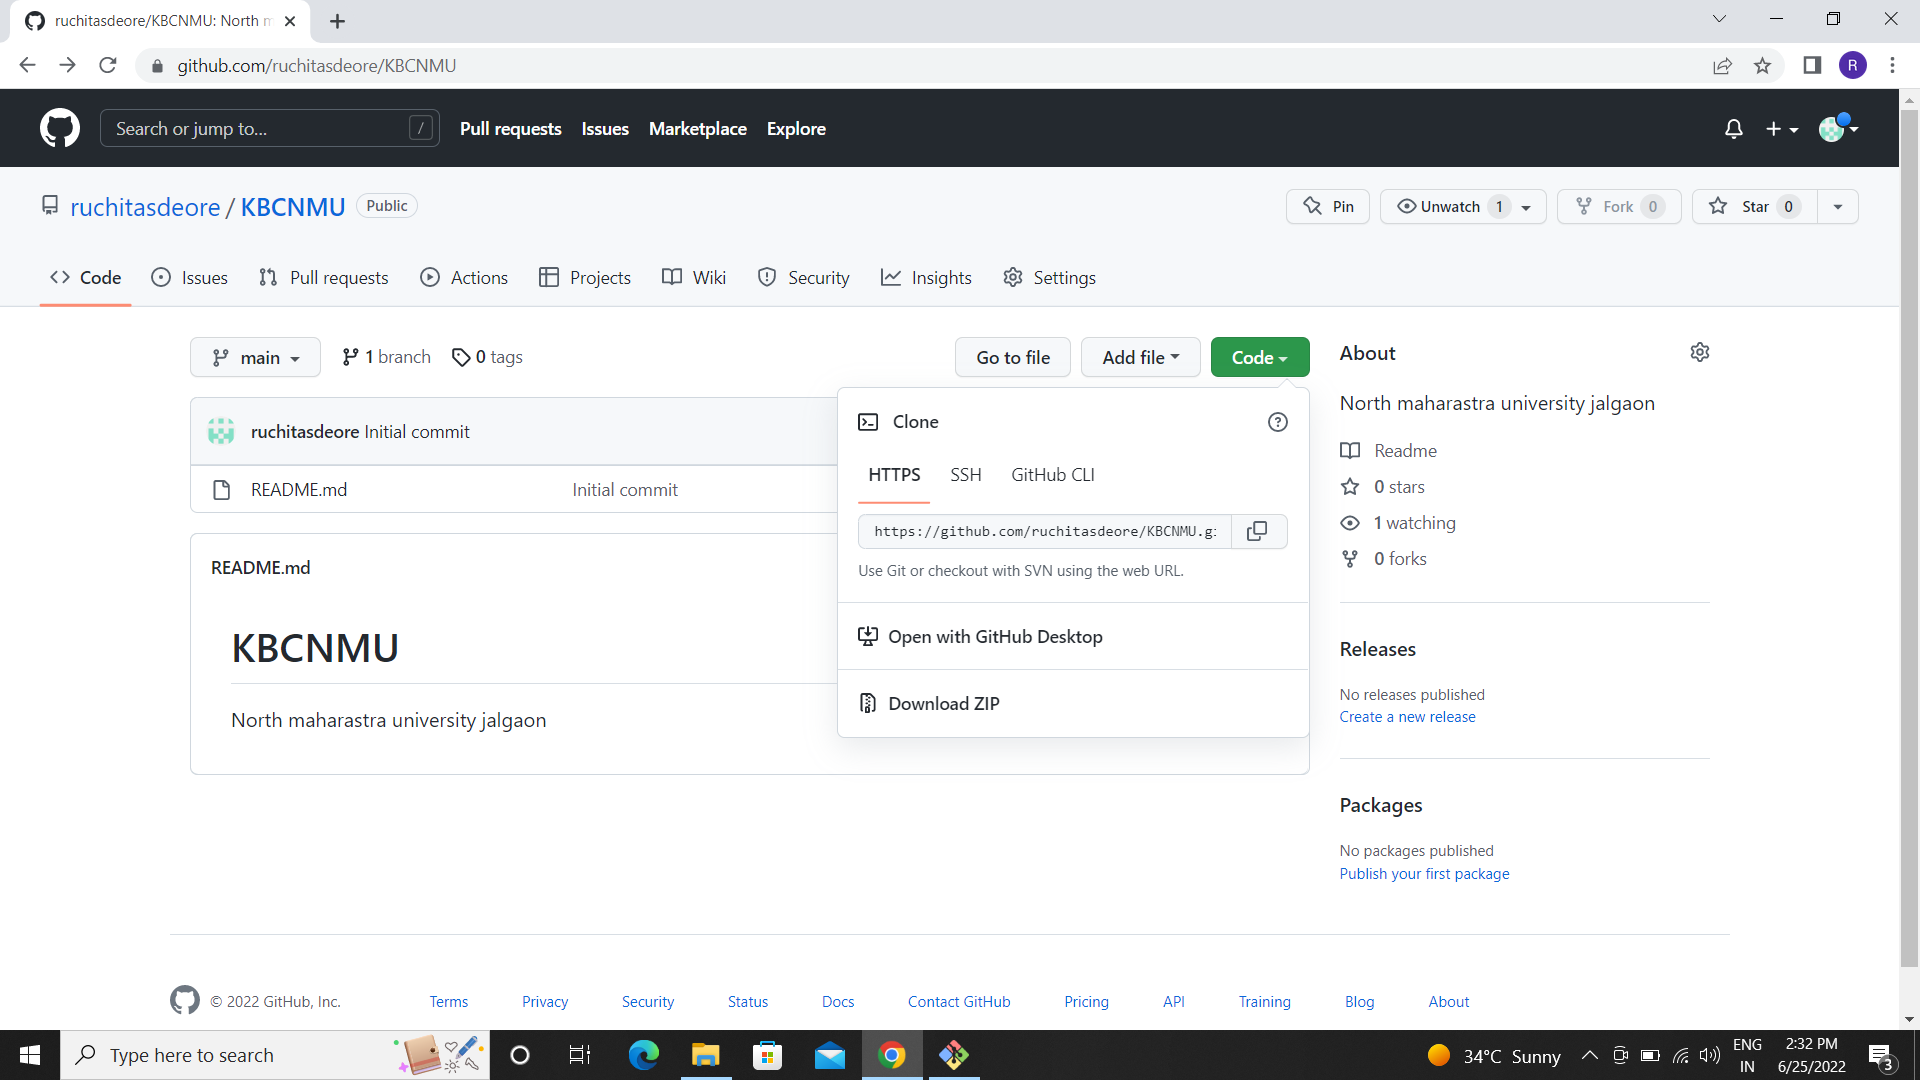 ruchitasdeore/KBCNMU: North m
github.com/ruchitasdeore/KBCNMU
R
Search or jump to...
/
Pull requests Issues Marketplace Explore
ruchitasdeore / KBCNMU Public
Pin Unwatch 1 Fork 0 Star 0
Code Issues Pull requests Actions Projects Wiki Security Insights Settings
main 1 branch 0 tags Go to file Add file Code
ruchitasdeore Initial commit
README.md Initial commit
README.md
KBCNMU
North maharastra university jalgaon
Clone
HTTPS SSH GitHub CLI
https://github.com/ruchitasdeore/KBCNMU.g
Use Git or checkout with SVN using the web URL.
Open with GitHub Desktop
Download ZIP
About
North maharastra university jalgaon
Readme
0 stars
1 watching
0 forks
Releases
No releases published
Create a new release
Packages
No packages published
Publish your first package
© 2022 GitHub, Inc. Terms Privacy Security Status Docs Contact GitHub Pricing API Training Blog About
Type here to search
34°C Sunny
ENG
IN
2:32 PM
6/25/2022
3